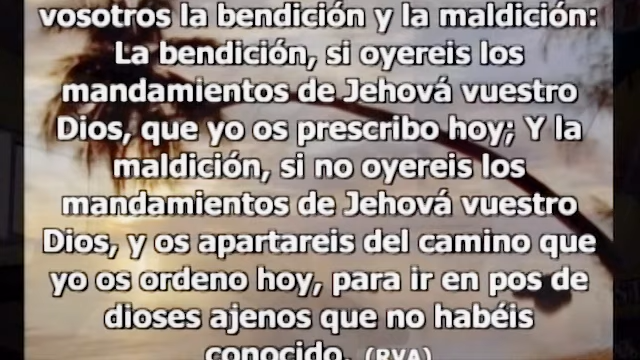 vosotros la bendición y la maldición:
La bendición, si oyereis los
mandamientos de Jehová vuestro
Dios, que yo os prescribo hoy; Y la
maldición, si no oyereis los
mandamientos de Jehová vuestro
Dios, y os apartareis del camino que
yo os ordeno hoy, para ir en pos de
dioses ajenos que no habéis
conocido. (RVA)